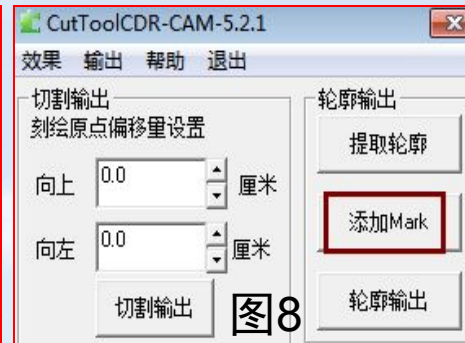 CutToolCDR-CAM-5.2.1
效果 输出 帮助 退出
切割输出
刻绘原点偏移量设置
向上 0.0 厘米
向左 0.0 厘米
切割输出
图8
轮廓输出
提取轮廓
添加Mark
轮廓输出